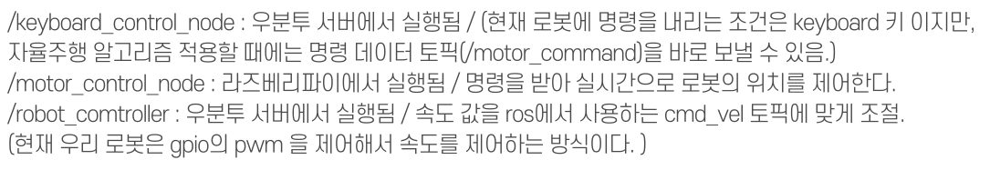 /keyboard_control_node : 우분투 서버에서 실행됨 / (현재 로봇에 명령을 내리는 조건은 keyboard 키 이지만,
자율주행 알고리즘 적용할 때에는 명령 데이터 토픽(/motor_command)을 바로 보낼 수 있음.)
/motor_control_node : 라즈베리파이에서 실행됨 / 명령을 받아 실시간으로 로봇의 위치를 제어한다.
/robot_comtroller : 우분투 서버에서 실행됨 / 속도 값을 ros에서 사용하는 cmd_vel 토픽에 맞게 조절.
(현재 우리 로봇은 gpio의 pwm 을 제어해서 속도를 제어하는 방식이다. )